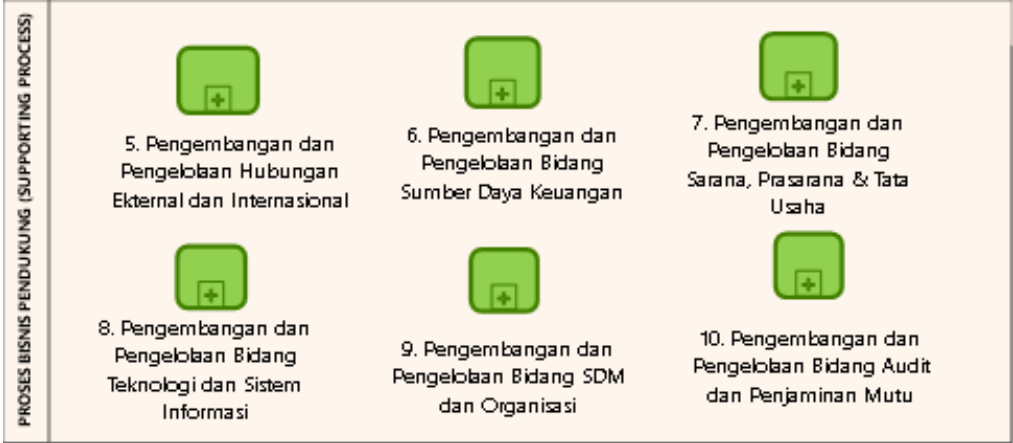 PROSES BISNIS PENDUKUNG (SUPPORTING PROCESS)
5. Pengembangan dan
Pengelolaan Hubungan
Ekternal dan Internasional
6. Pengembangan dan
Pengelolaan Bidang
Sumber Daya Keuangan
7. Pengembangan dan
Pengelolaan Bidang
Sarana, Prasarana & Tata
Usaha
8. Pengembangan dan
Pengelolaan Bidang
Teknologi dan Sistem
Informasi
9. Pengembangan dan
Pengelolaan Bidang SDM
dan Organisasi
10. Pengembangan dan
Pengelolaan Bidang Audit
dan Penjaminan Mutu